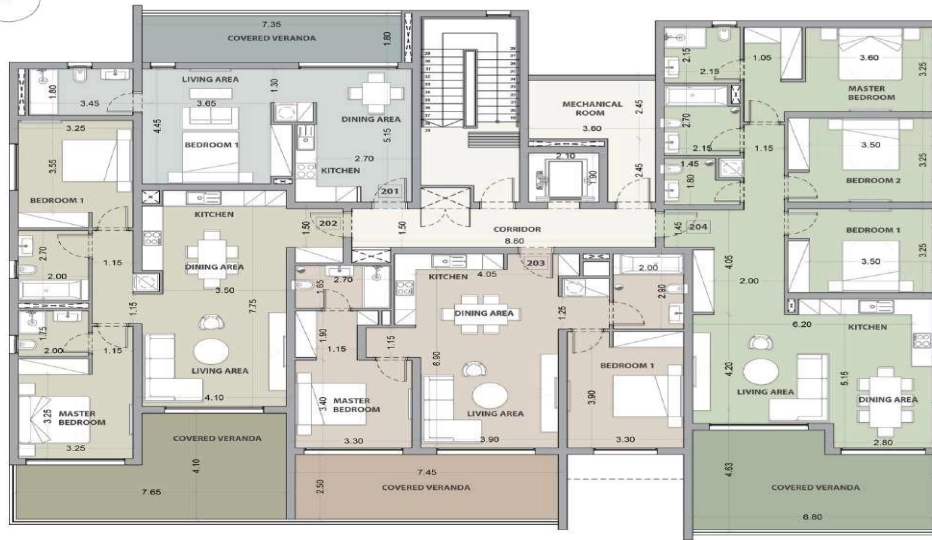 7.35
COVERED VERANDA
1.80
LIVING AREA
1.30
1.80
3.45
3.65
DINING AREA
4.45
5.15
BEDROOM 1
2.70
KITCHEN
201
MECHANICAL
ROOM
3.60
2.45
2.10
1.90
2.45
2.15
2.15
1.05
3.60
3.25
MASTER
BEDROOM
2.70
2.15
1.15
3.50
3.25
BEDROOM 2
1.45
1.80
3.25
3.55
BEDROOM 1
KITCHEN
1.50
202
1.50
CORRIDOR
8.60
1.45
204
BEDROOM 1
3.50
3.25
2.70
2.00
1.15
DINING AREA
3.50
7.75
1.15
2.70
1.65
KITCHEN
4.05
203
2.00
2.90
4.05
2.00
1.75
2.00
1.15
LIVING AREA
4.10
1.90
1.15
1.15
DINING AREA
1.25
6.90
6.20
KITCHEN
BEDROOM 1
4.20
5.15
LIVING AREA
DINING AREA
2.80
3.25
MASTER
BEDROOM
3.25
3.40
MASTER
BEDROOM
3.30
LIVING AREA
3.90
3.90
3.30
COVERED VERANDA
4.10
7.65
7.45
2.50
COVERED VERANDA
4.63
COVERED VERANDA
6.80